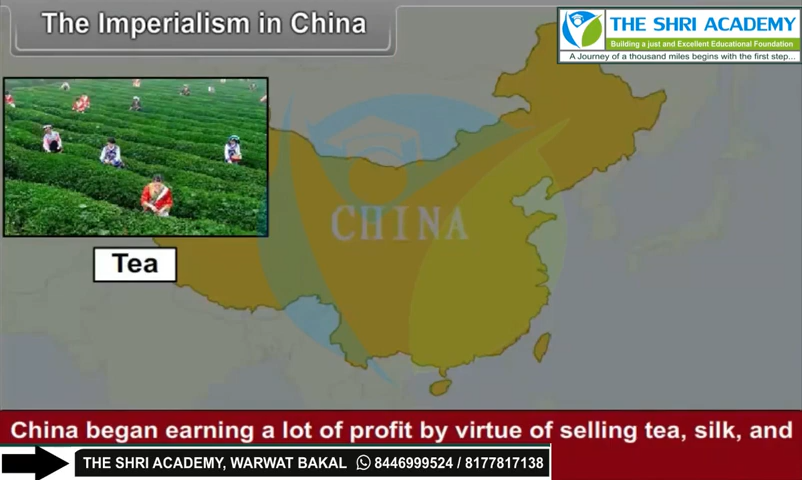 The Imperialism in China
THE SHRI ACADEMY
Building a just and Excellent Educational Foundation
A Journey of a thousand miles begins with the first step...
CHINA
Tea
China began earning a lot of profit by virtue of selling tea, silk, and
THE SHRI ACADEMY, WARWAT BAKAL 8446999524 / 8177817138